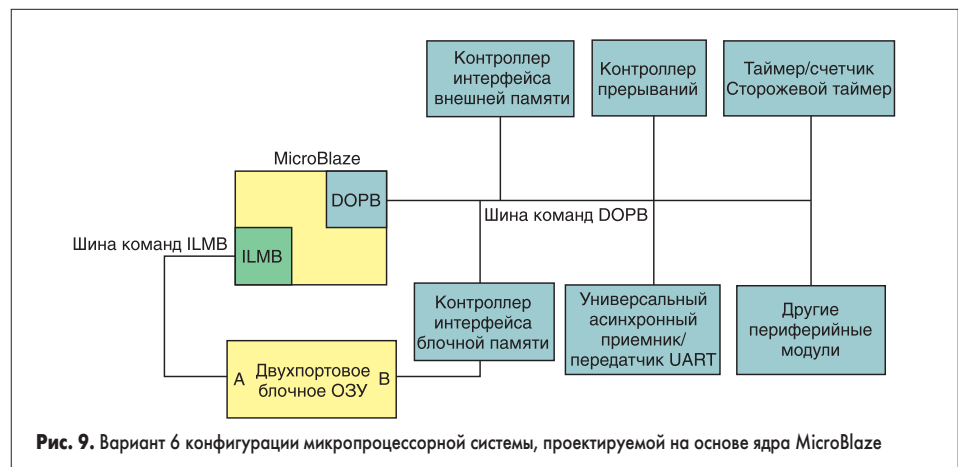 Контроллер
интерфейса
внешней памяти
Контроллер
прерываний
Таймер/счетчик
Сторожевой таймер
MicroBlaze
DOPB
Шина команд DOPB
Шина команд ILMB
ILMB
Контроллер
интерфейса
блочной памяти
Универсальный
асинхронный
приемник/
передатчик UART
Другие
периферийные
модули
A Двухпортовое B
блочное ОЗУ
Рис. 9. Вариант 6 конфигурации микропроцессорной системы, проектируемой на основе ядра MicroBlaze